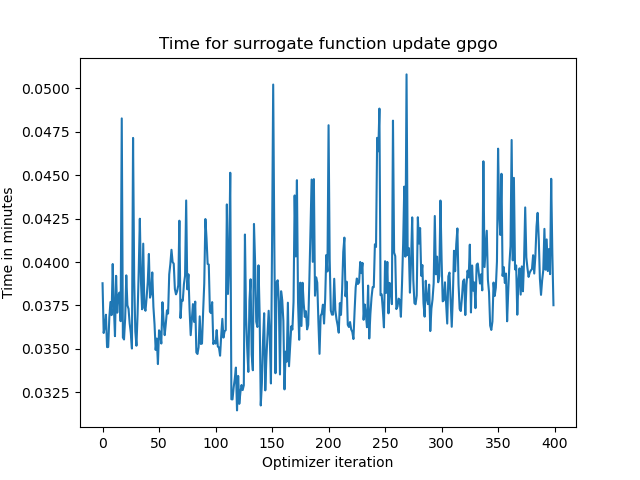 Time for surrogate function update gpgo
Time in minutes
0.0500
0.0475
0.0450
0.0425
0.0400
0.0375
0.0350
0.0325
0 50 100 150 200 250 300 350 400
Optimizer iteration